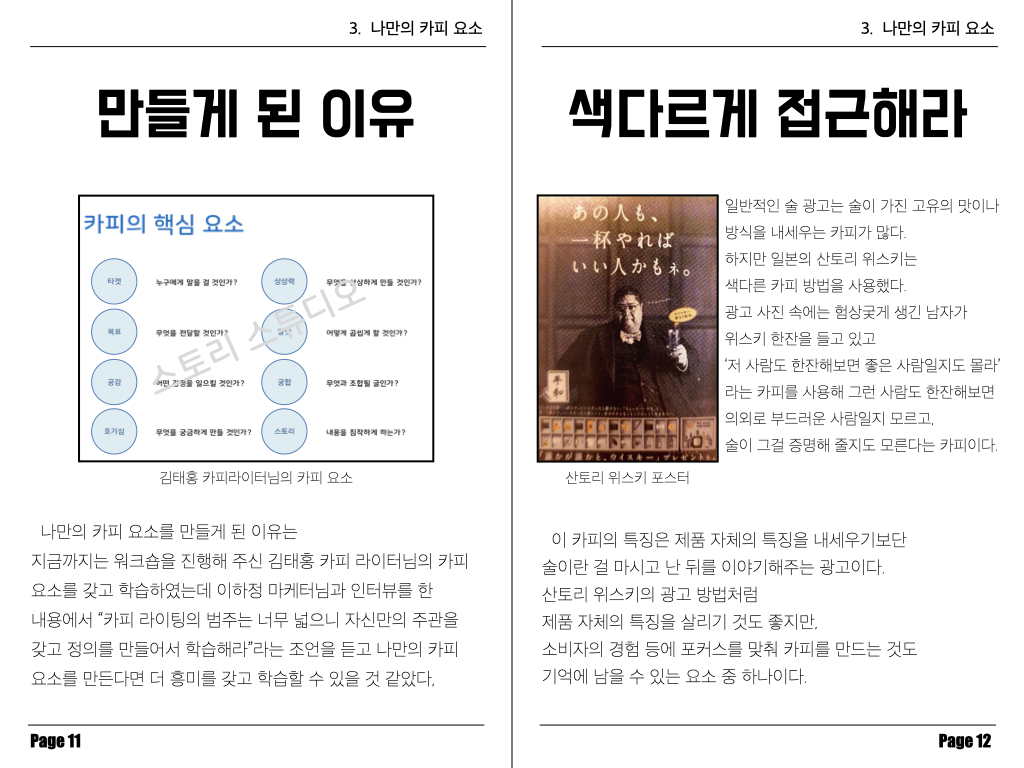 3. 나만의 카피 요소
만들게 된 이유
카피의 핵심 요소
타겟 누구에게 말을 걸 것인가?
상상력 무엇을 상상하게 만들 것인가?
목표 무엇을 전달할 것인가?
어떻게 곱씹게 할 것인가?
공감 어떤 감정을 일으킬 것인가?
궁합 무엇과 조합될 글인가?
호기심 무엇을 궁금하게 만들 것인가?
스토리 내용을 짐작하게 하는가?
스토리 스튜디오
김태홍 카피라이터님의 카피 요소
나만의 카피 요소를 만들게 된 이유는
지금까지는 워크숍을 진행해 주신 김태홍 카피 라이터님의 카피
요소를 갖고 학습하였는데 이하정 마케터님과 인터뷰를 한
내용에서 “카피 라이팅의 범주는 너무 넓으니 자신만의 주관을
갖고 정의를 만들어서 학습해라”라는 조언을 듣고 나만의 카피
요소를 만든다면 더 흥미를 갖고 학습할 수 있을 것 같았다,
Page 11
3. 나만의 카피 요소
색다르게 접근해라
あの人も、
一杯やれば
いい人かもネ。
平和
誰かが誰かと、ウイスキー」プレゼント
산토리 위스키 포스터
일반적인 술 광고는 술이 가진 고유의 맛이나
방식을 내세우는 카피가 많다.
하지만 일본의 산토리 위스키는
색다른 카피 방법을 사용했다.
광고 사진 속에는 험상궂게 생긴 남자가
위스키 한잔을 들고 있고
‘저 사람도 한잔해보면 좋은 사람일지도 몰라’
라는 카피를 사용해 그런 사람도 한잔해보면
의외로 부드러운 사람일지 모르고,
술이 그걸 증명해 줄지도 모른다는 카피이다.
이 카피의 특징은 제품 자체의 특징을 내세우기보단
술이란 걸 마시고 난 뒤를 이야기해주는 광고이다.
산토리 위스키의 광고 방법처럼
제품 자체의 특징을 살리기 것도 좋지만,
소비자의 경험 등에 포커스를 맞춰 카피를 만드는 것도
기억에 남을 수 있는 요소 중 하나이다.
Page 12